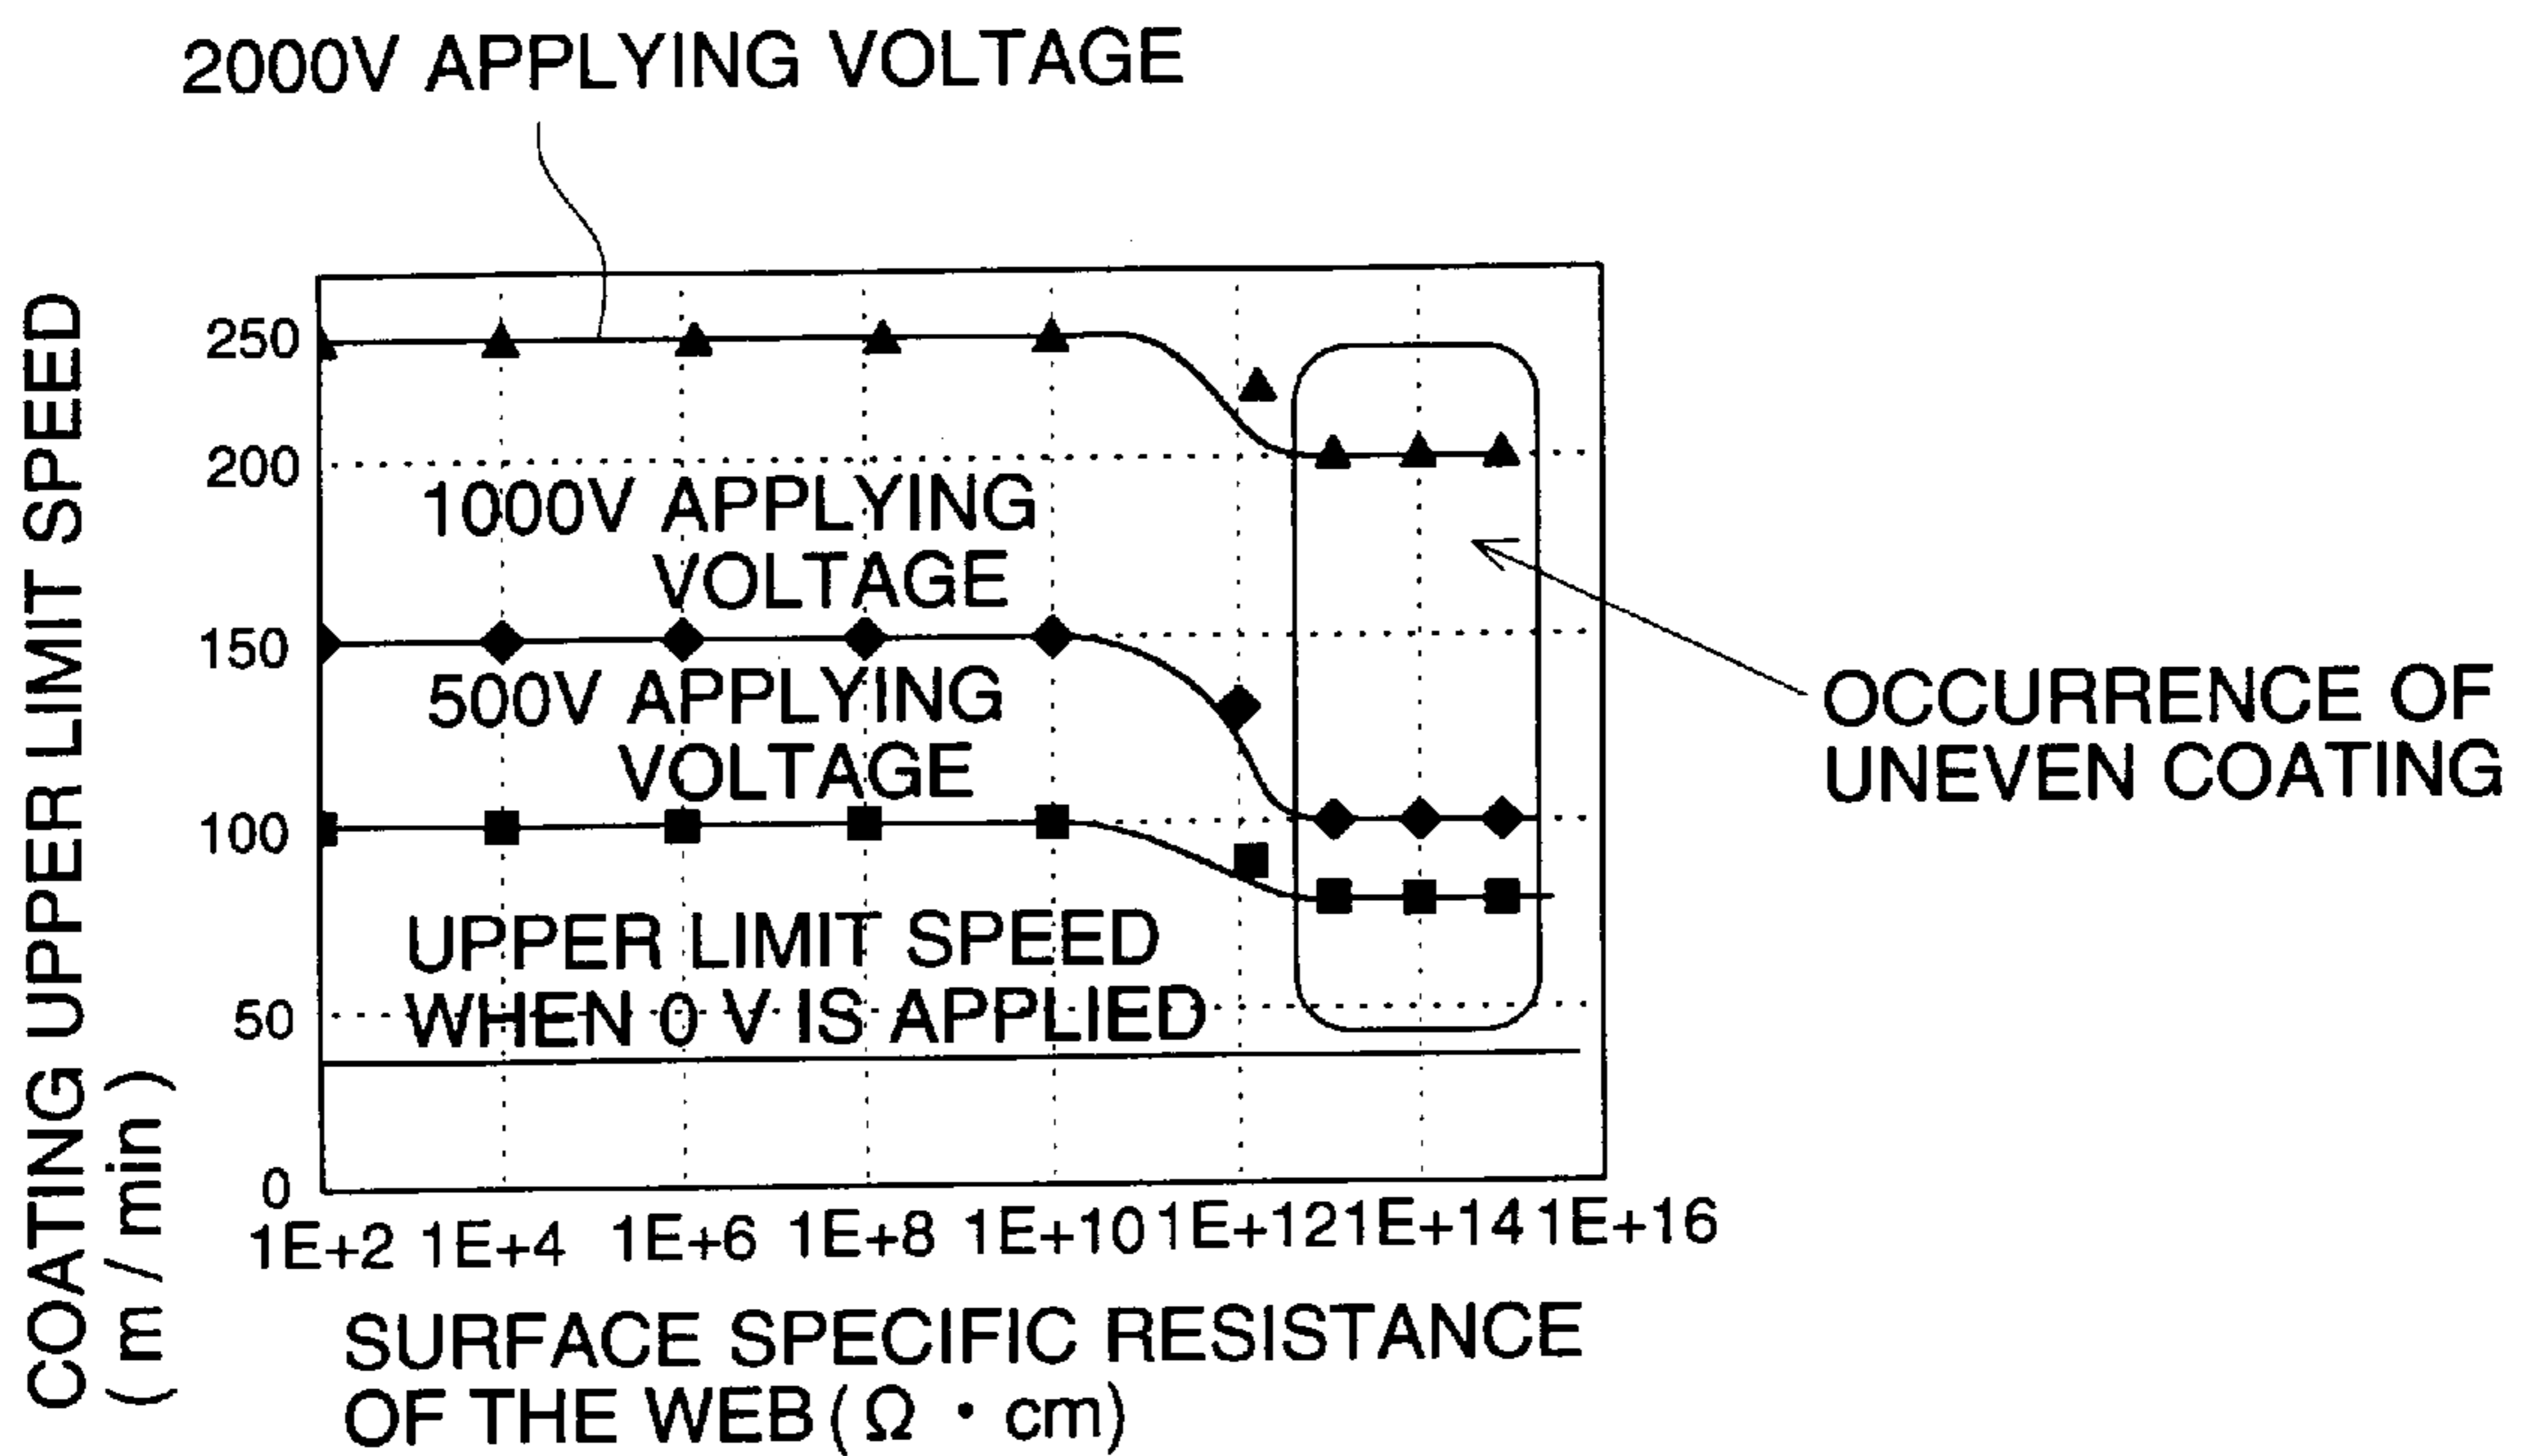 2000V APPLYING VOLTAGE
COATING UPPER LIMIT SPEED
( m / min )
250
200
150
100
50
0
1000V APPLYING
VOLTAGE
500V APPLYING
VOLTAGE
UPPER LIMIT SPEED
WHEN 0 V IS APPLIED
OCCURRENCE OF
UNEVEN COATING
1E+2 1E+4 1E+6 1E+8 1E+10 1E+12 1E+14 1E+16
SURFACE SPECIFIC RESISTANCE
OF THE WEB ( Ω · cm)